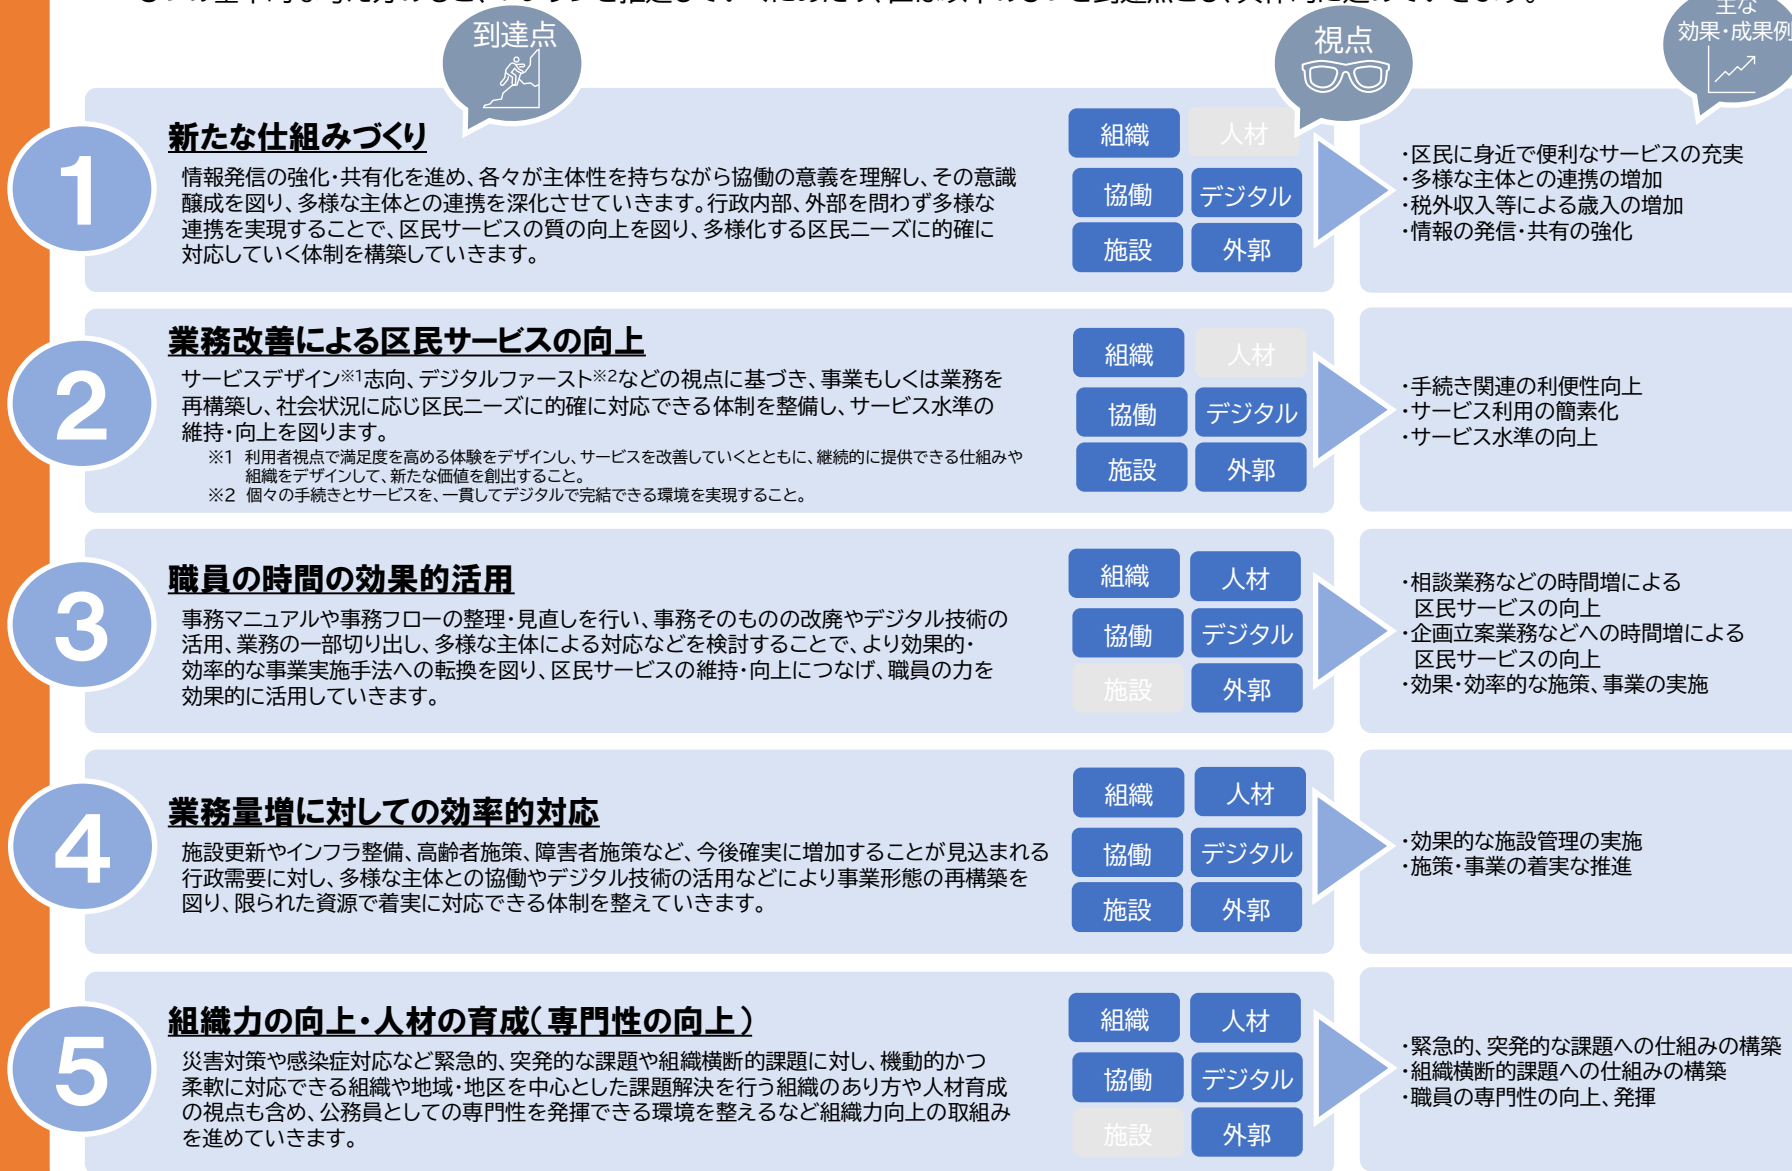 到達点
視点
主な
効果・成果例
1
新たな仕組みづくり
情報発信の強化・共有化を進め、各々が主体性を持ちながら協働の意義を理解し、その意識
醸成を図り、多様な主体との連携を深化させていきます。行政内部、外部を問わず多様な
連携を実現することで、区民サービスの質の向上を図り、多様化する区民ニーズに的確に
対応していく体制を構築していきます。
組織 人材
協働 デジタル
施設 外郭
・区民に身近で便利なサービスの充実
・多様な主体との連携の増加
・税外収入等による歳入の増加
・情報の発信・共有の強化
2
業務改善による区民サービスの向上
サービスデザイン※1志向、デジタルファースト※2などの視点に基づき、事業もしくは業務を
再構築し、社会状況に応じ区民ニーズに的確に対応できる体制を整備し、サービス水準の
維持・向上を図ります。
※1 利用者視点で満足度を高める体験をデザインし、サービスを改善していくとともに、継続的に提供できる仕組みや
組織をデザインして、新たな価値を創出すること。
※2 個々の手続きとサービスを、一貫してデジタルで完結できる環境を実現すること。
組織 人材
協働 デジタル
施設 外郭
・手続き関連の利便性向上
・サービス利用の簡素化
・サービス水準の向上
3
職員の時間の効果的活用
事務マニュアルや事務フローの整理・見直しを行い、事務そのものの改廃やデジタル技術の
活用、業務の一部切り出し、多様な主体による対応などを検討することで、より効果的・
効率的な事業実施手法への転換を図り、区民サービスの維持・向上につなげ、職員の力を
効果的に活用していきます。
組織 人材
協働 デジタル
施設 外郭
・相談業務などの時間増による
区民サービスの向上
・企画立案業務などへの時間増による
区民サービスの向上
・効果・効率的な施策、事業の実施
4
業務量増に対しての効率的対応
施設更新やインフラ整備、高齢者施策、障害者施策など、今後確実に増加することが見込まれる
行政需要に対し、多様な主体との協働やデジタル技術の活用などにより事業形態の再構築を
図り、限られた資源で着実に対応できる体制を整えていきます。
組織 人材
協働 デジタル
施設 外郭
・効果的な施設管理の実施
・施策・事業の着実な推進
5
組織力の向上・人材の育成(専門性の向上)
災害対策や感染症対応など緊急的、突発的な課題や組織横断的課題に対し、機動的かつ
柔軟に対応できる組織や地域・地区を中心とした課題解決を行う組織のあり方や人材育成
の視点も含め、公務員としての専門性を発揮できる環境を整えるなど組織力向上の取組み
を進めていきます。
組織 人材
協働 デジタル
施設 外郭
・緊急的、突発的な課題への仕組みの構築
・組織横断的課題への仕組みの構築
・職員の専門性の向上、発揮